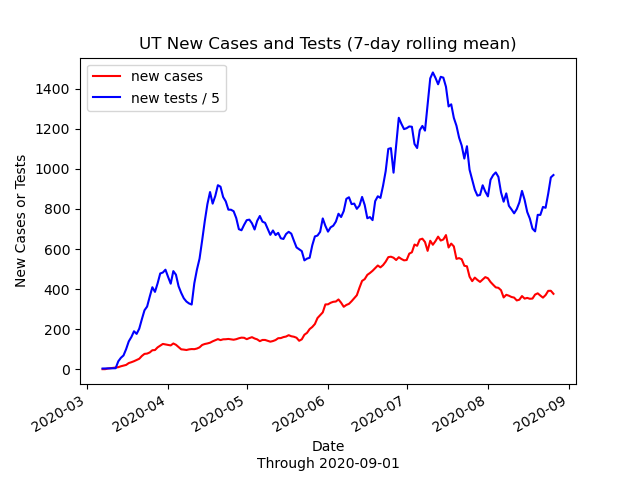 UT New Cases and Tests (7-day rolling mean)
new cases
new tests / 5
New Cases or Tests
1400
1200
1000
800
600
400
200
0
2020-03
2020-04
2020-05
2020-06
2020-07
2020-08
2020-09
Date
Through 2020-09-01